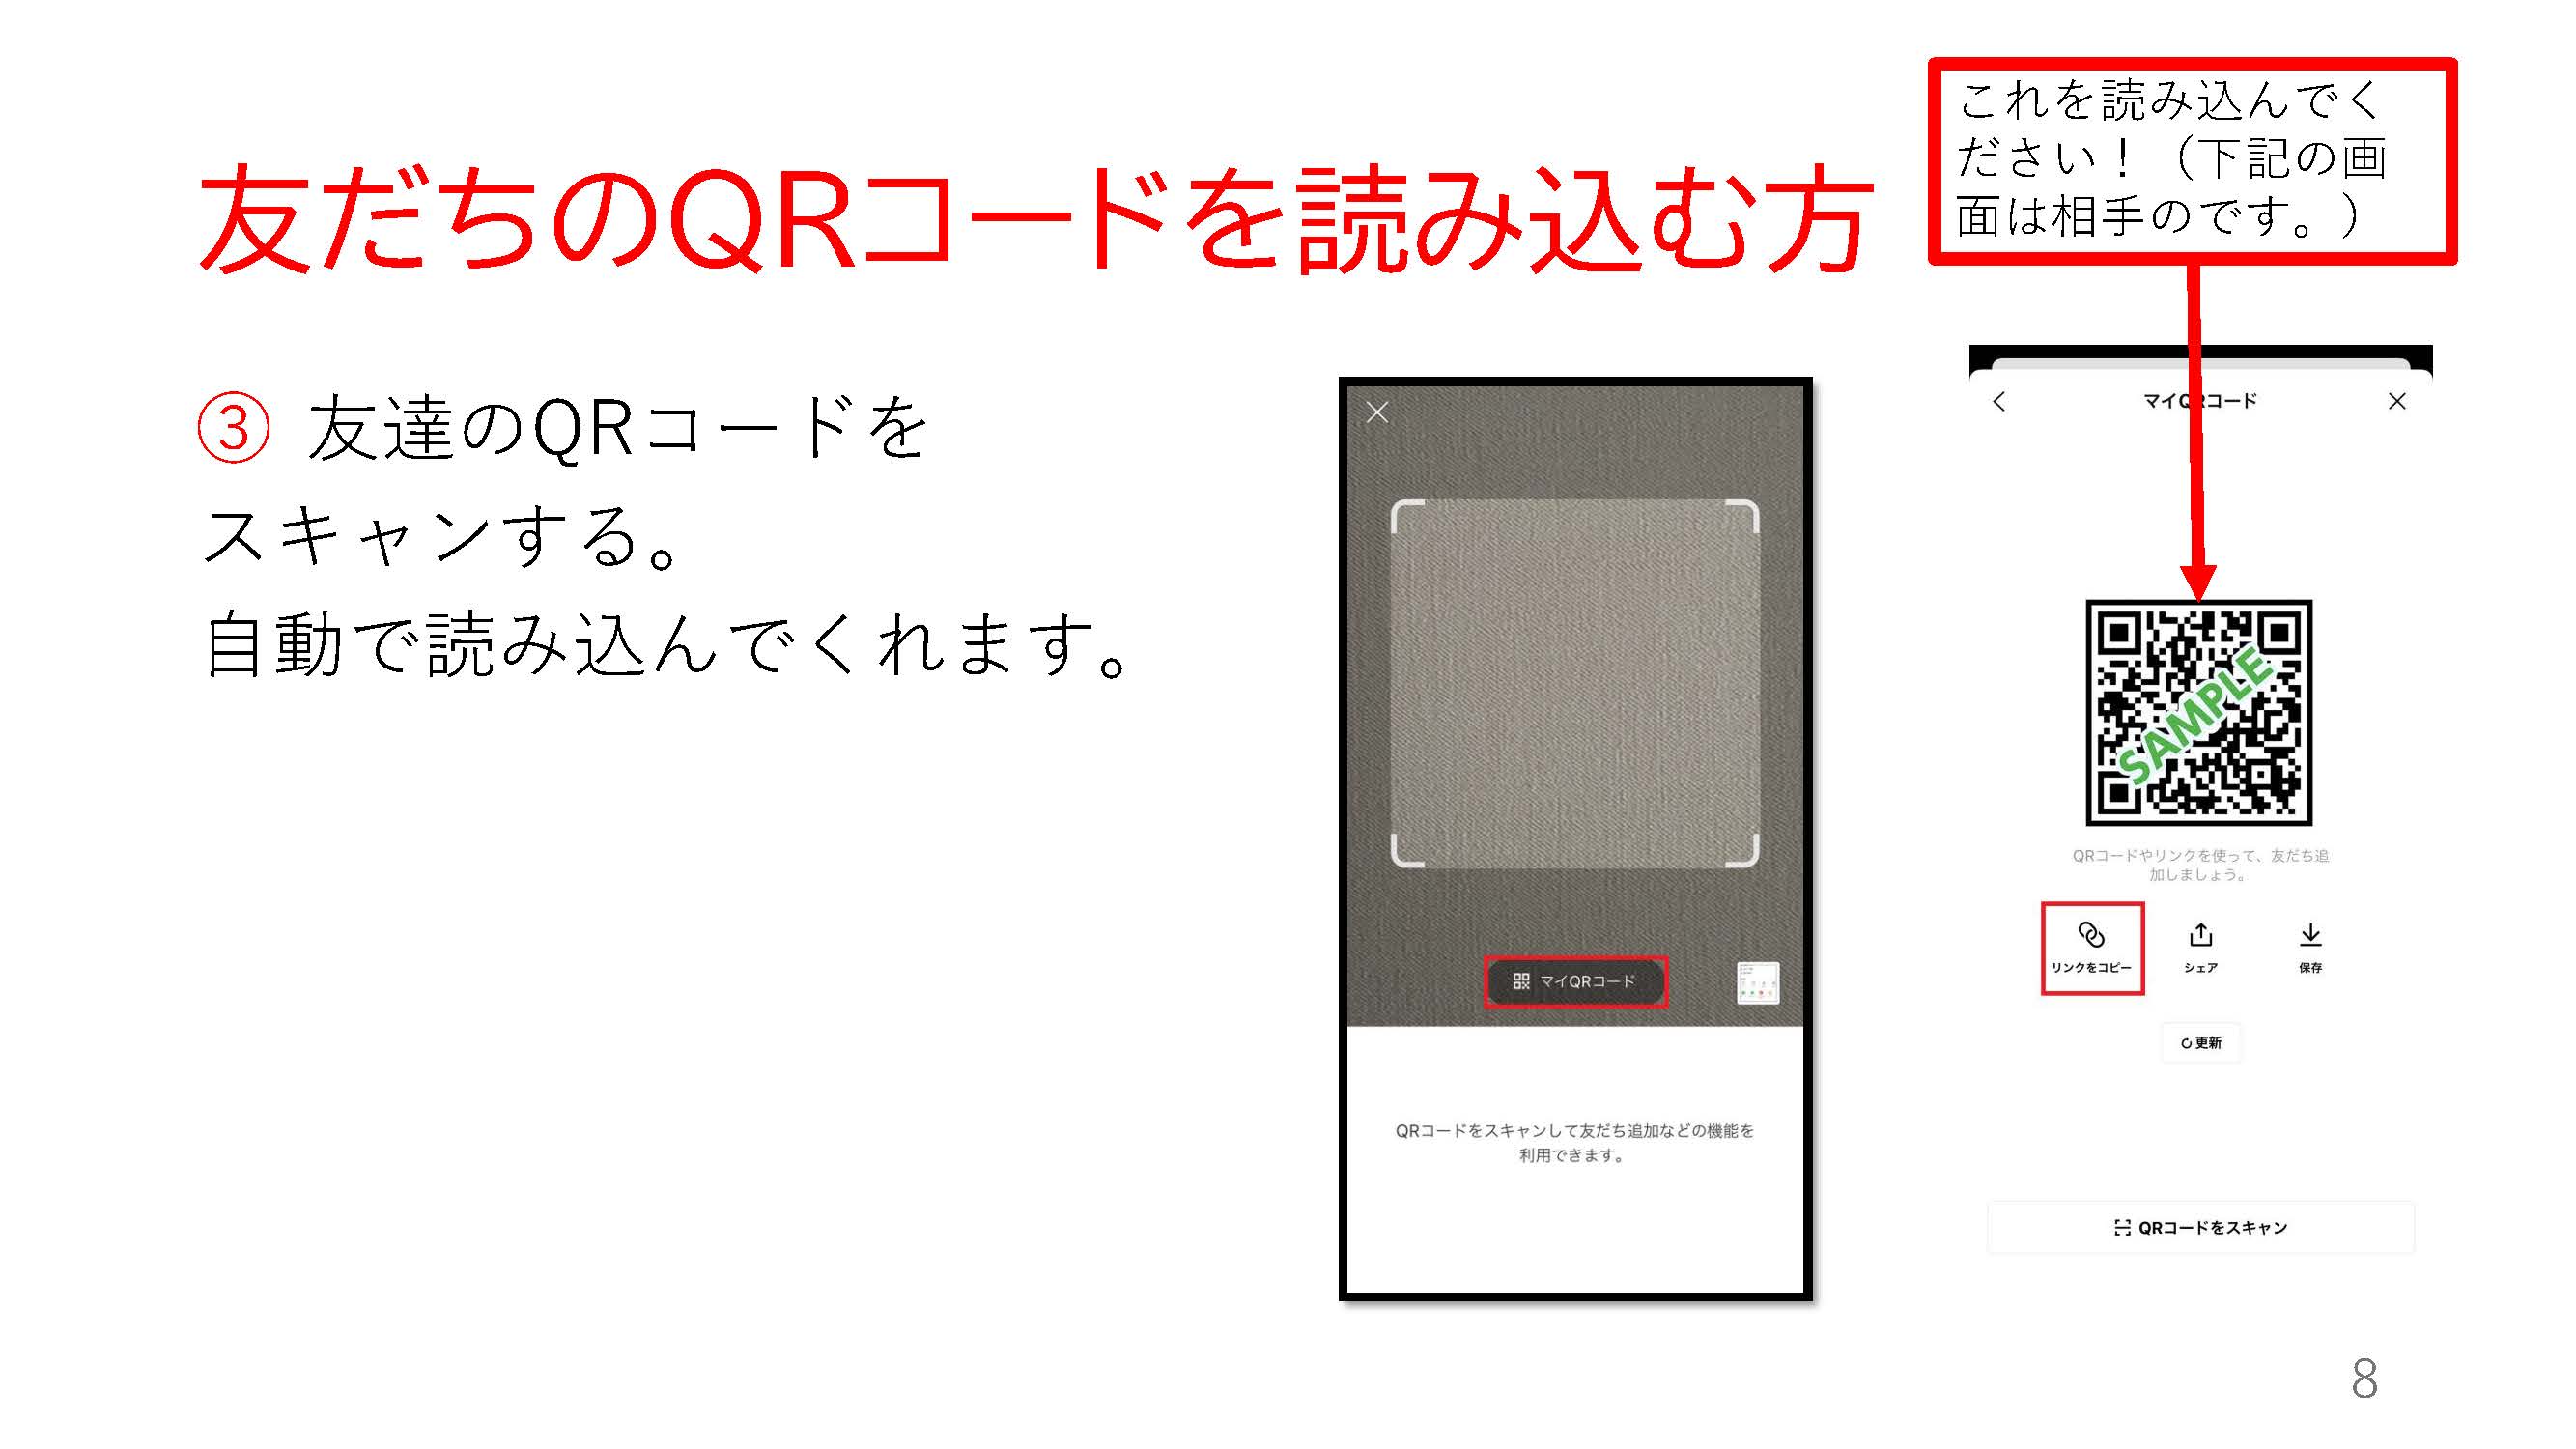 友だちのQRコードを読み込む方
これを読み込んでく
ださい！（下記の画
面は相手のです。）
③ 友達のQRコードを
スキャンする。
自動で読み込んでくれます。
マイQRコード
QRコードをスキャンして友だち追加などの機能を
利用できます。
マイQRコード
SAMPLE
QRコードやリンクを使って、友だち追
加しましょう。
リンクをコピー シェア 保存
更新
QRコードをスキャン
8